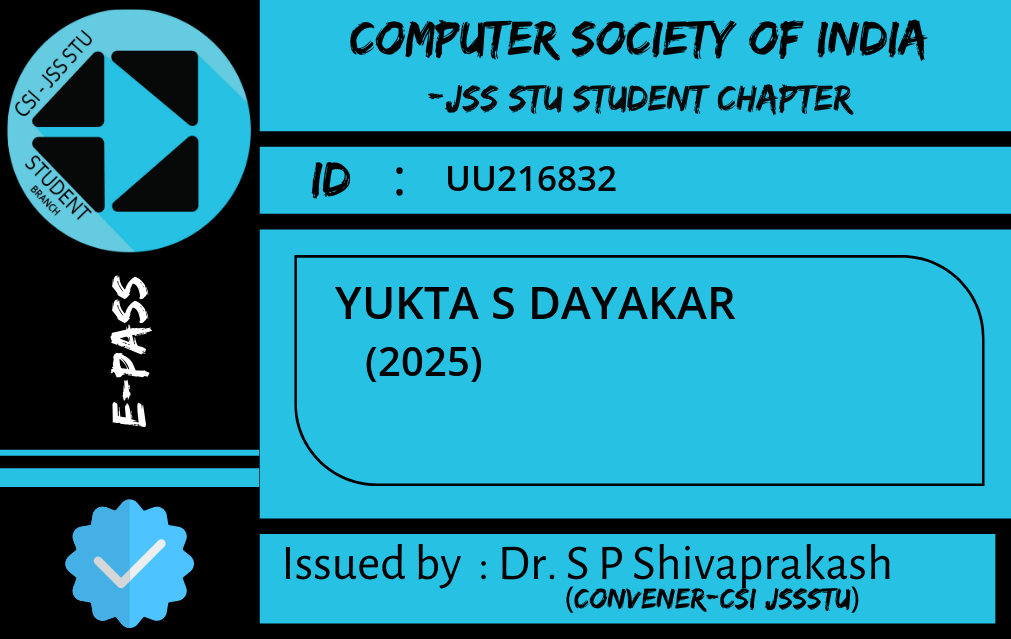 COMPUTER SOCIETY OF INDIA
-JSS STU STUDENT CHAPTER
CSI - JSS STU
STUDENT
BRANCH
ID : UU216832
E-PASS
YUKTA S DAYAKAR
(2025)
Issued by : Dr. S P Shivaprakash
(CONVENER-CSI JSSSTU)